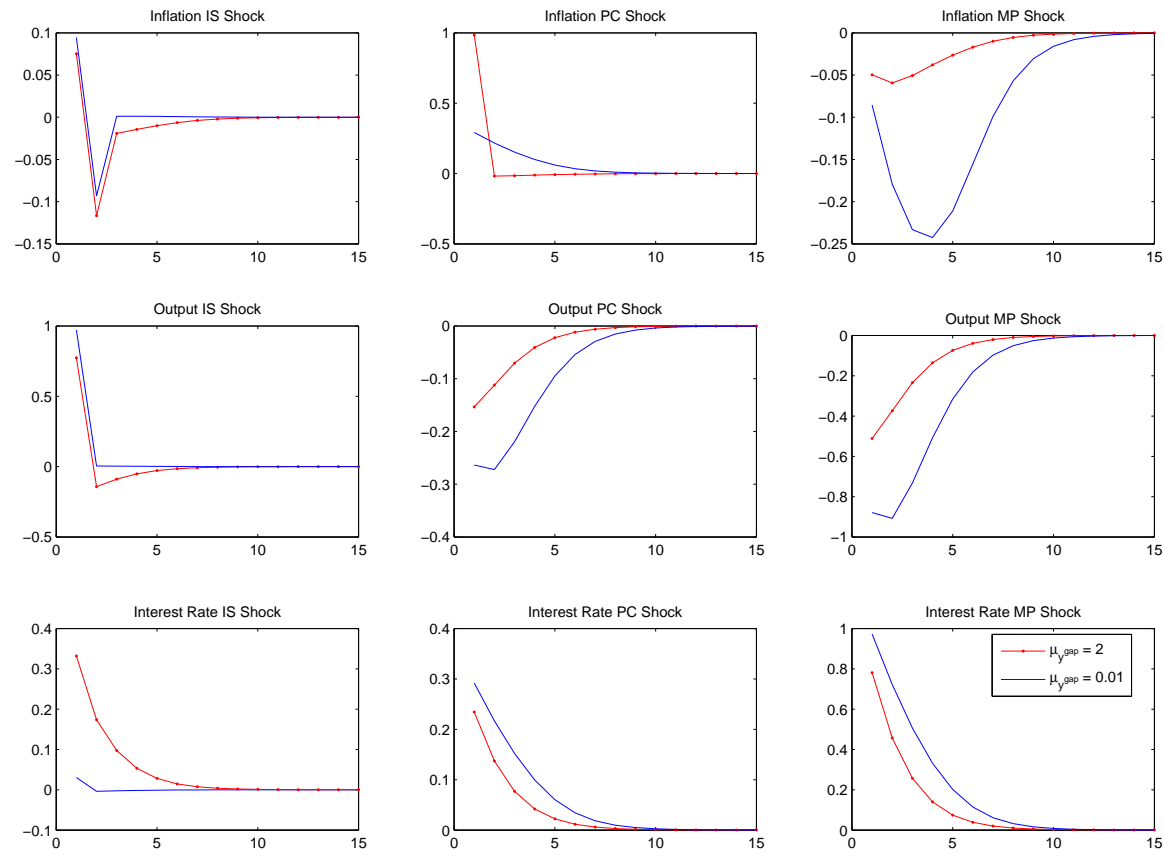 Inflation IS Shock
0.1
0.05
0
−0.05
−0.1
−0.15
0 5 10 15
Inflation PC Shock
1
0.5
0
−0.5
0 5 10 15
Inflation MP Shock
0
−0.05
−0.1
−0.15
−0.2
−0.25
0 5 10 15
Output IS Shock
1
0.5
0
−0.5
0 5 10 15
Output PC Shock
0
−0.1
−0.2
−0.3
−0.4
0 5 10 15
Output MP Shock
0
−0.2
−0.4
−0.6
−0.8
−1
0 5 10 15
Interest Rate IS Shock
0.4
0.3
0.2
0.1
0
−0.1
0 5 10 15
Interest Rate PC Shock
0.4
0.3
0.2
0.1
0
0 5 10 15
Interest Rate MP Shock
1
0.8
0.6
0.4
0.2
0
0 5 10 15
μ_y^gap = 2
μ_y^gap = 0.01